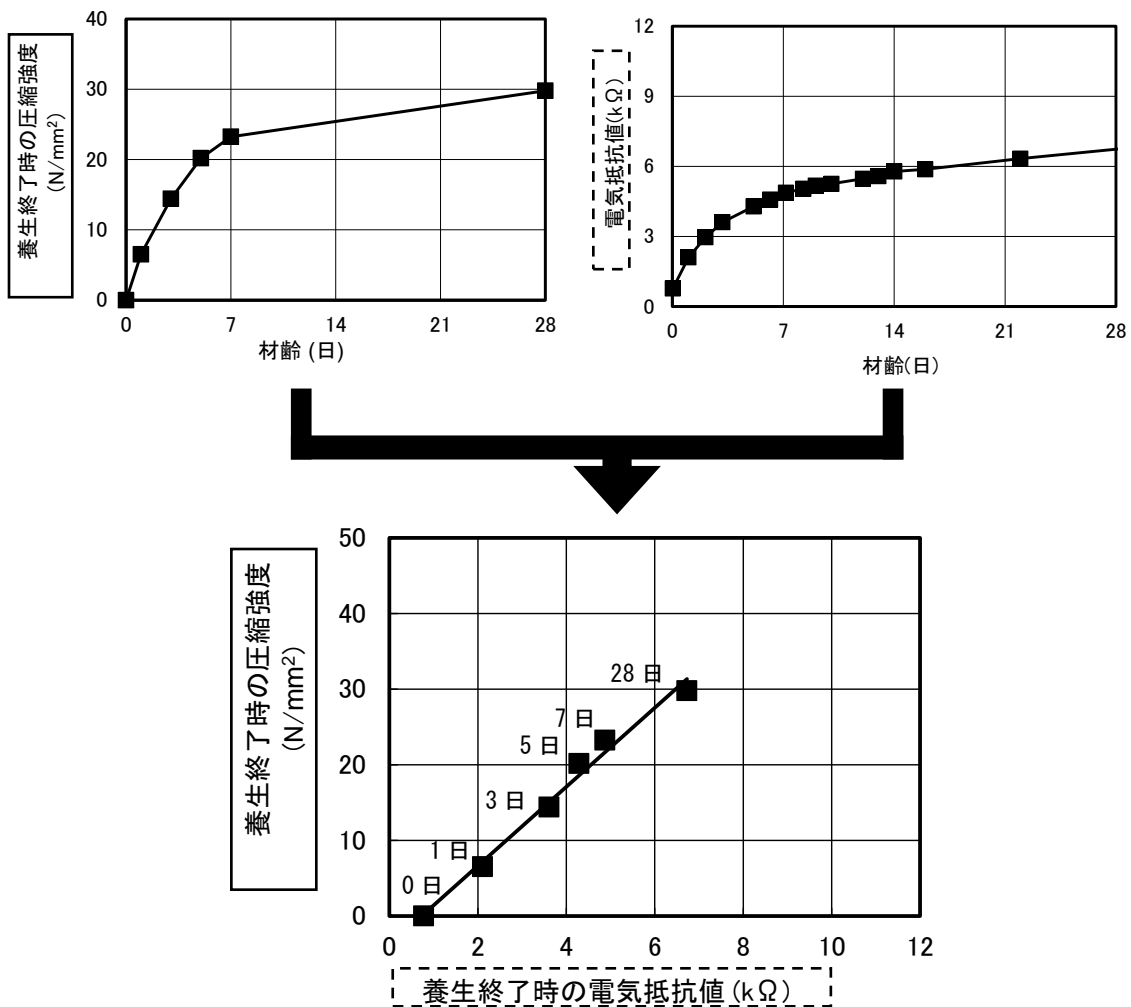 養生終了時の圧縮強度
(N/mm²)
40
30
20
10
0
0 7 14 21 28
材齢 (日)
電気抵抗値(kΩ)
12
9
6
3
0
0 7 14 21 28
材齢(日)
養生終了時の圧縮強度
(N/mm²)
50
40
30
20
10
0
28 日
7 日
5 日
3 日
1 日
0 日
0 2 4 6 8 10 12
養生終了時の電気抵抗値(kΩ)